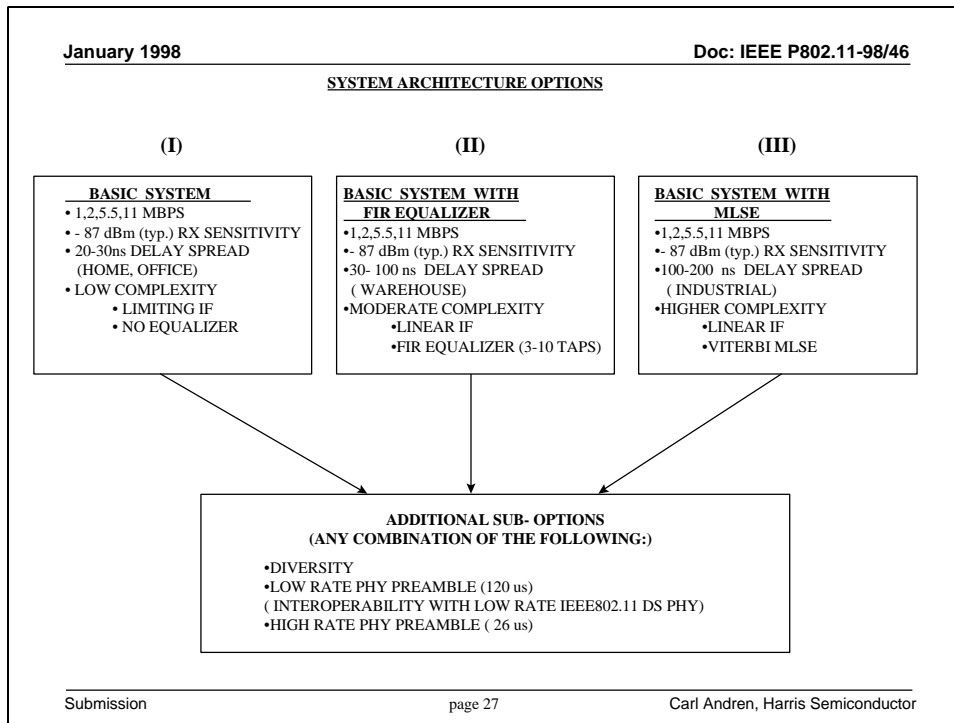 January 1998
Doc: IEEE P802.11-98/46
SYSTEM ARCHITECTURE OPTIONS
(I)
BASIC SYSTEM
• 1,2,5.5,11 MBPS
• - 87 dBm (typ.) RX SENSITIVITY
• 20-30ns DELAY SPREAD
(HOME, OFFICE)
• LOW COMPLEXITY
• LIMITING IF
• NO EQUALIZER
(II)
BASIC SYSTEM WITH
FIR EQUALIZER
•1,2,5.5,11 MBPS
•- 87 dBm (typ.) RX SENSITIVITY
•30- 100 ns DELAY SPREAD
( WAREHOUSE)
•MODERATE COMPLEXITY
•LINEAR IF
•FIR EQUALIZER (3-10 TAPS)
(III)
BASIC SYSTEM WITH
MLSE
•1,2,5.5,11 MBPS
•- 87 dBm (typ.) RX SENSITIVITY
•100-200 ns DELAY SPREAD
( INDUSTRIAL)
•HIGHER COMPLEXITY
•LINEAR IF
•VITERBI MLSE
ADDITIONAL SUB- OPTIONS
(ANY COMBINATION OF THE FOLLOWING:)
•DIVERSITY
•LOW RATE PHY PREAMBLE (120 us)
( INTEROPERABILITY WITH LOW RATE IEEE802.11 DS PHY)
•HIGH RATE PHY PREAMBLE ( 26 us)
Submission
page 27
Carl Andren, Harris Semiconductor